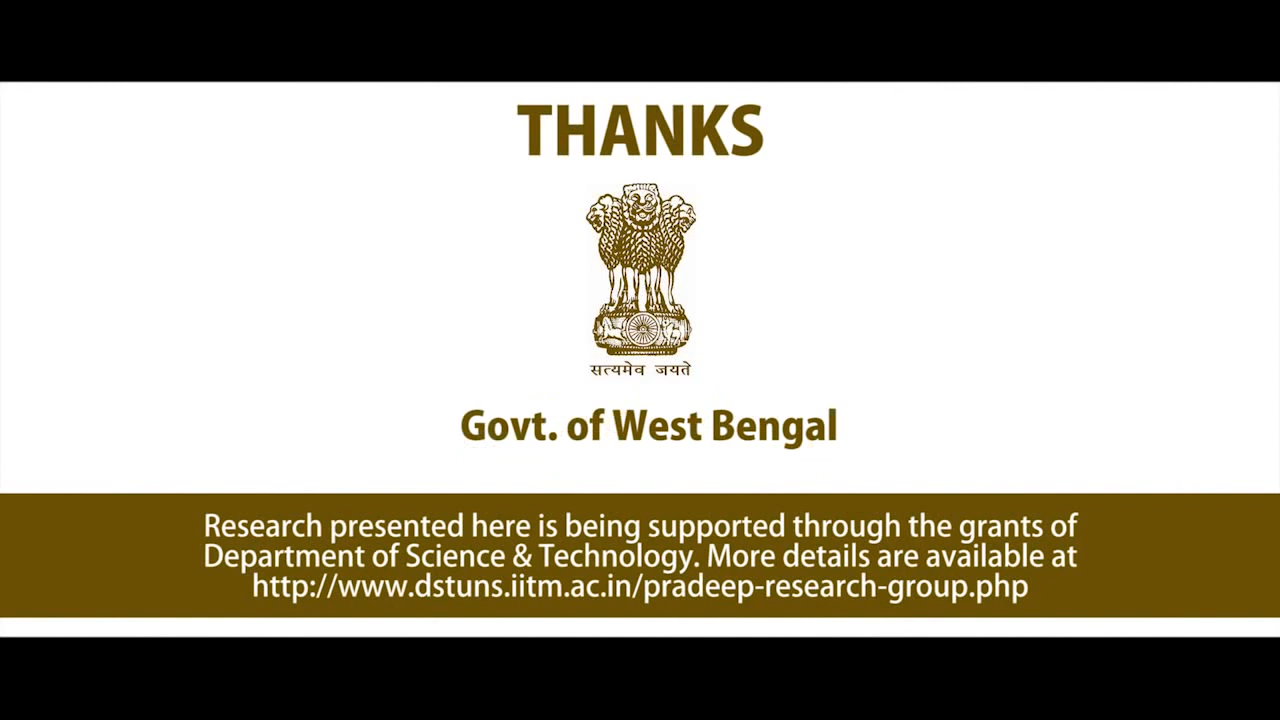 THANKS
सत्यमेव जयते
Govt. of West Bengal
Research presented here is being supported through the grants of
Department of Science & Technology. More details are available at
http://www.dstuns.iitm.ac.in/pradeep-research-group.php